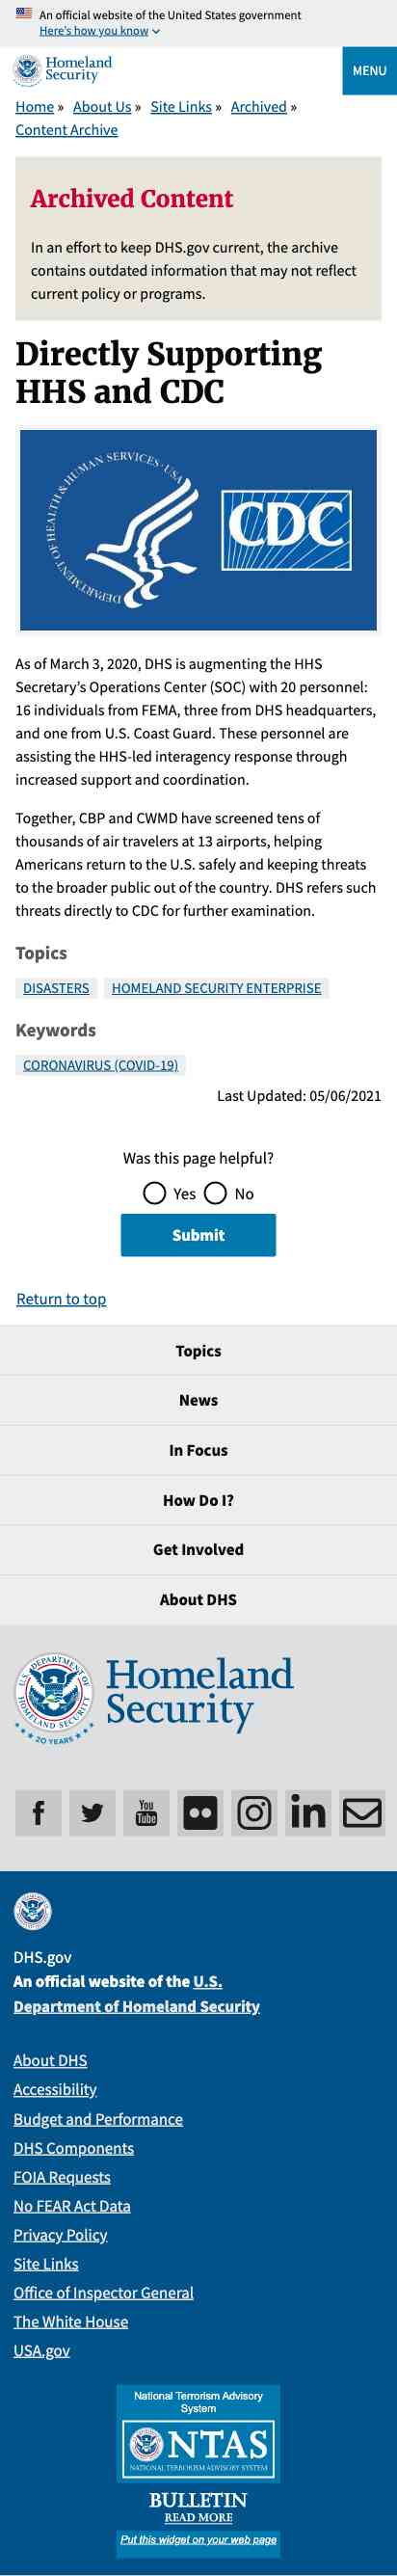 An official website of the United States government
Here's how you know
Homeland
Security
MENU
Home » About Us » Site Links » Archived »
Content Archive
Archived Content
In an effort to keep DHS.gov current, the archive
contains outdated information that may not reflect
current policy or programs.
Directly Supporting
HHS and CDC
DEPARTMENT OF HEALTH & HUMAN SERVICES · USA
CDC
As of March 3, 2020, DHS is augmenting the HHS
Secretary's Operations Center (SOC) with 20 personnel:
16 individuals from FEMA, three from DHS headquarters,
and one from U.S. Coast Guard. These personnel are
assisting the HHS-led interagency response through
increased support and coordination.
Together, CBP and CWMD have screened tens of
thousands of air travelers at 13 airports, helping
Americans return to the U.S. safely and keeping threats
to the broader public out of the country. DHS refers such
threats directly to CDC for further examination.
Topics
DISASTERS HOMELAND SECURITY ENTERPRISE
Keywords
CORONAVIRUS (COVID-19)
Last Updated: 05/06/2021
Was this page helpful?
Yes No
Submit
Return to top
Topics
News
In Focus
How Do I?
Get Involved
About DHS
U.S. DEPARTMENT OF HOMELAND SECURITY
20 YEARS
Homeland
Security
You
Tube
DHS.gov
An official website of the U.S.
Department of Homeland Security
About DHS
Accessibility
Budget and Performance
DHS Components
FOIA Requests
No FEAR Act Data
Privacy Policy
Site Links
Office of Inspector General
The White House
USA.gov
National Terrorism Advisory
System
NTAS
NATIONAL TERRORISM ADVISORY SYSTEM
BULLETIN
READ MORE
Put this widget on your web page